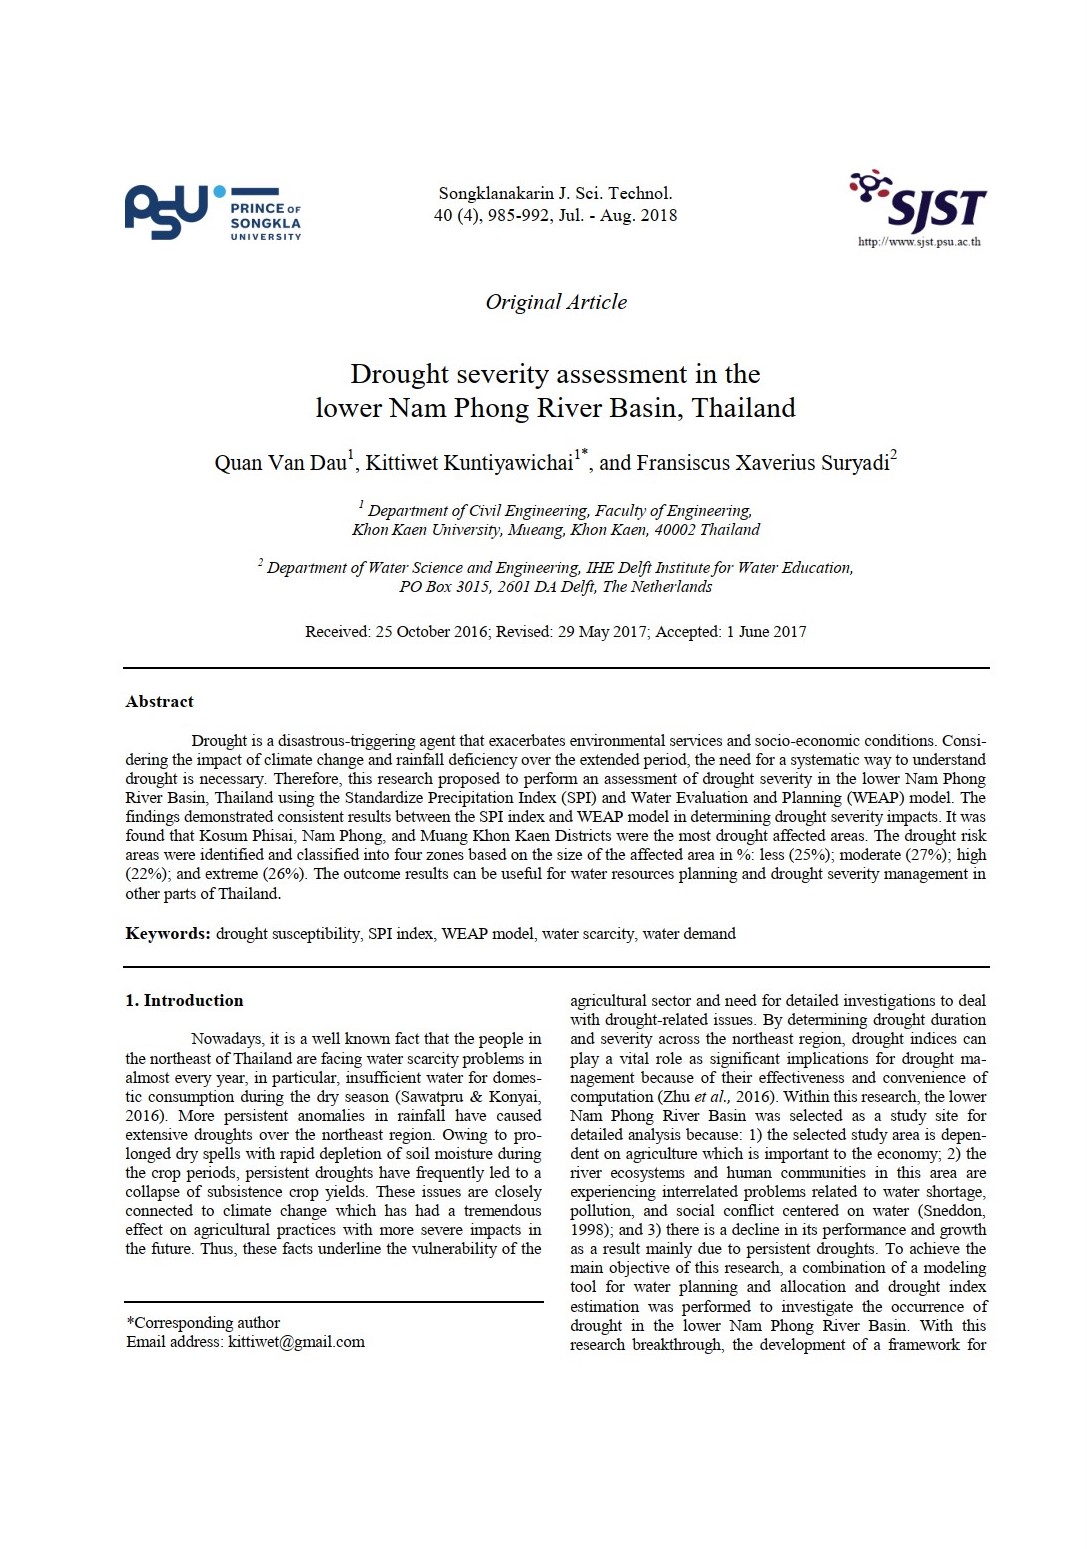 PSU
PRINCE OF
SONGKLA
UNIVERSITY
Songklanakarin J. Sci. Technol.
40 (4), 985-992, Jul. - Aug. 2018
SJST
http://www.sjst.psu.ac.th
Original Article
Drought severity assessment in the
lower Nam Phong River Basin, Thailand
Quan Van Dau1, Kittiwet Kuntiyawichai1*, and Fransiscus Xaverius Suryadi2
1 Department of Civil Engineering, Faculty of Engineering,
Khon Kaen University, Mueang, Khon Kaen, 40002 Thailand
2 Department of Water Science and Engineering, IHE Delft Institute for Water Education,
PO Box 3015, 2601 DA Delft, The Netherlands
Received: 25 October 2016; Revised: 29 May 2017; Accepted: 1 June 2017
Abstract
Drought is a disastrous-triggering agent that exacerbates environmental services and socio-economic conditions. Consi-
dering the impact of climate change and rainfall deficiency over the extended period, the need for a systematic way to understand
drought is necessary. Therefore, this research proposed to perform an assessment of drought severity in the lower Nam Phong
River Basin, Thailand using the Standardize Precipitation Index (SPI) and Water Evaluation and Planning (WEAP) model. The
findings demonstrated consistent results between the SPI index and WEAP model in determining drought severity impacts. It was
found that Kosum Phisai, Nam Phong, and Muang Khon Kaen Districts were the most drought affected areas. The drought risk
areas were identified and classified into four zones based on the size of the affected area in %: less (25%); moderate (27%); high
(22%); and extreme (26%). The outcome results can be useful for water resources planning and drought severity management in
other parts of Thailand.
Keywords: drought susceptibility, SPI index, WEAP model, water scarcity, water demand
1. Introduction
Nowadays, it is a well known fact that the people in
the northeast of Thailand are facing water scarcity problems in
almost every year, in particular, insufficient water for domes-
tic consumption during the dry season (Sawatpru & Konyai,
2016). More persistent anomalies in rainfall have caused
extensive droughts over the northeast region. Owing to pro-
longed dry spells with rapid depletion of soil moisture during
the crop periods, persistent droughts have frequently led to a
collapse of subsistence crop yields. These issues are closely
connected to climate change which has had a tremendous
effect on agricultural practices with more severe impacts in
the future. Thus, these facts underline the vulnerability of the
*Corresponding author
Email address: kittiwet@gmail.com
agricultural sector and need for detailed investigations to deal
with drought-related issues. By determining drought duration
and severity across the northeast region, drought indices can
play a vital role as significant implications for drought ma-
nagement because of their effectiveness and convenience of
computation (Zhu et al., 2016). Within this research, the lower
Nam Phong River Basin was selected as a study site for
detailed analysis because: 1) the selected study area is depen-
dent on agriculture which is important to the economy; 2) the
river ecosystems and human communities in this area are
experiencing interrelated problems related to water shortage,
pollution, and social conflict centered on water (Sneddon,
1998); and 3) there is a decline in its performance and growth
as a result mainly due to persistent droughts. To achieve the
main objective of this research, a combination of a modeling
tool for water planning and allocation and drought index
estimation was performed to investigate the occurrence of
drought in the lower Nam Phong River Basin. With this
research breakthrough, the development of a framework for